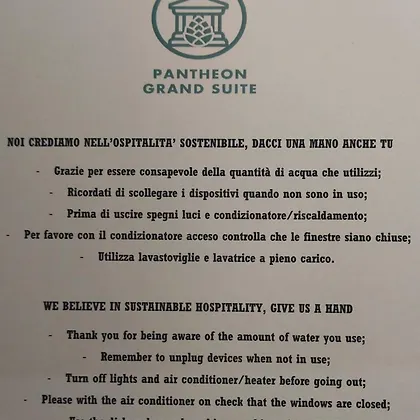 PANTHEON
GRAND SUITE
NOI CREDIAMO NELL'OSPITALITA' SOSTENIBILE, DACCI UNA MANO ANCHE TU
- Grazie per essere consapevole della quantità di acqua che utilizzi;
- Ricordati di scollegare i dispositivi quando non sono in uso;
- Prima di uscire spegni luci e condizionatore/riscaldamento;
- Per favore con il condizionatore acceso controlla che le finestre siano chiuse;
- Utilizza lavastoviglie e lavatrice a pieno carico.
WE BELIEVE IN SUSTAINABLE HOSPITALITY, GIVE US A HAND
- Thank you for being aware of the amount of water you use;
- Remember to unplug devices when not in use;
- Turn off lights and air conditioner/heater before going out;
- Please with the air conditioner on check that the windows are closed;